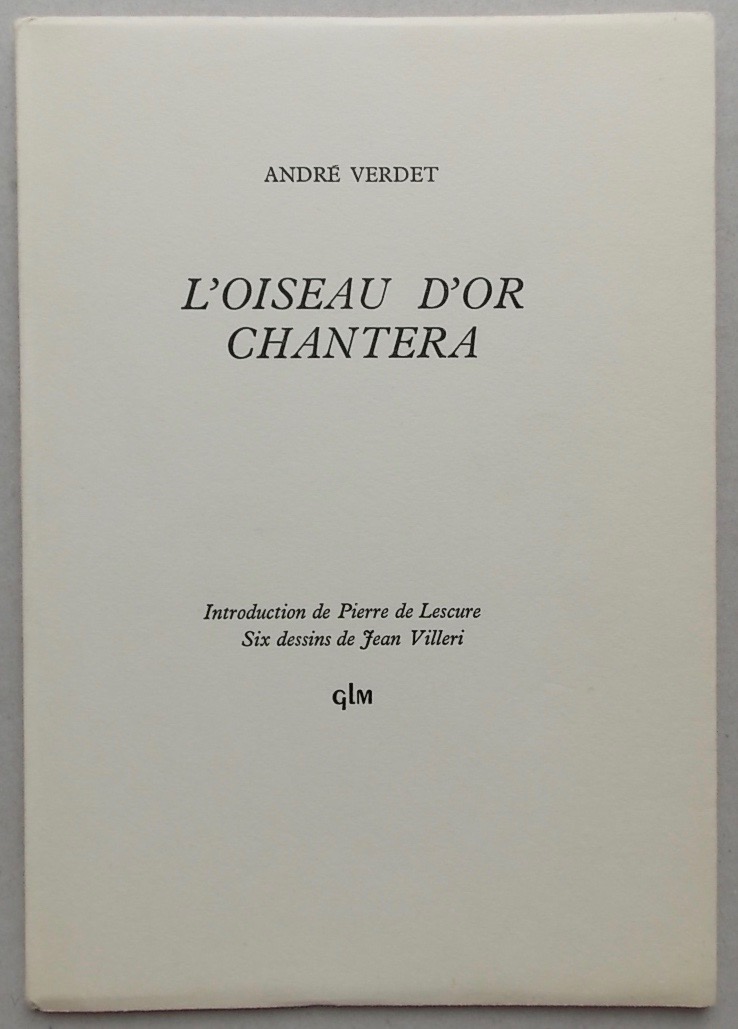 ANDRÉ VERDET
L'OISEAU D'OR
CHANTERA
Introduction de Pierre de Lescure
Six dessins de Jean Villeri
GLM